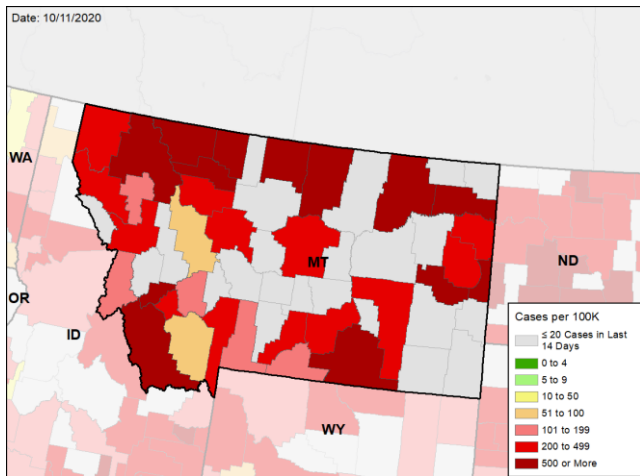 Date: 10/11/2020
WA
MT
ND
OR
ID
WY
Cases per 100K
≤ 20 Cases in Last
14 Days
0 to 4
5 to 9
10 to 50
51 to 100
101 to 199
200 to 499
500 or More